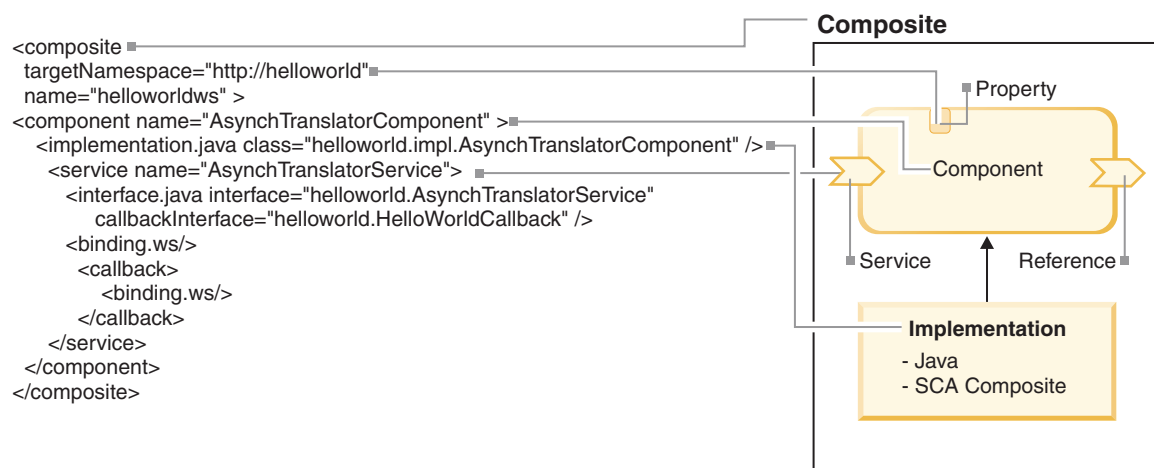 <composite
targetNamespace="http://helloworld"
name="helloworldws" >
<component name="AsynchTranslatorComponent" >
<implementation.java class="helloworld.impl.AsynchTranslatorComponent" />
<service name="AsynchTranslatorService">
<interface.java interface="helloworld.AsynchTranslatorService"
callbackInterface="helloworld.HelloWorldCallback" />
<binding.ws/>
<callback>
<binding.ws/>
</callback>
</service>
</component>
</composite>
Composite
Property
Component
Service
Reference
Implementation
- Java
- SCA Composite